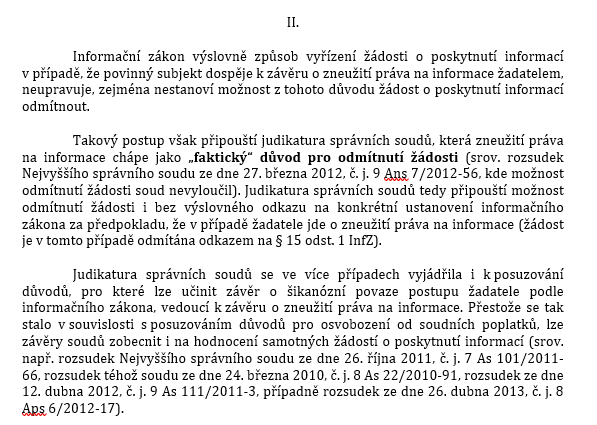 II.
Informační zákon výslovně způsob vyřízení žádosti o poskytnutí informací
v případě, že povinný subjekt dospěje k závěru o zneužití práva na informace žadatelem,
neupravuje, zejména nestanoví možnost z tohoto důvodu žádost o poskytnutí informací
odmítnout.
Takový postup však připouští judikatura správních soudů, která zneužití práva
na informace chápe jako „faktický“ důvod pro odmítnutí žádosti (srov. rozsudek
Nejvyššího správního soudu ze dne 27. března 2012, č. j. 9 Ans 7/2012-56, kde možnost
odmítnutí žádosti soud nevyloučil). Judikatura správních soudů tedy připouští možnost
odmítnutí žádosti i bez výslovného odkazu na konkrétní ustanovení informačního
zákona za předpokladu, že v případě žadatele jde o zneužití práva na informace (žádost
je v tomto případě odmítána odkazem na § 15 odst. 1 InfZ).
Judikatura správních soudů se ve více případech vyjádřila i k posuzování
důvodů, pro které lze učinit závěr o šikanózní povaze postupu žadatele podle
informačního zákona, vedoucí k závěru o zneužití práva na informace. Přestože se tak
stalo v souvislosti s posuzováním důvodů pro osvobození od soudních poplatků, lze
závěry soudů zobecnit i na hodnocení samotných žádostí o poskytnutí informací (srov.
např. rozsudek Nejvyššího správního soudu ze dne 26. října 2011, č. j. 7 As 101/2011-
66, rozsudek téhož soudu ze dne 24. března 2010, č. j. 8 As 22/2010-91, rozsudek ze dne
12. dubna 2012, č. j. 9 As 111/2011-3, případně rozsudek ze dne 26. dubna 2013, č. j. 8
Aps 6/2012-17).